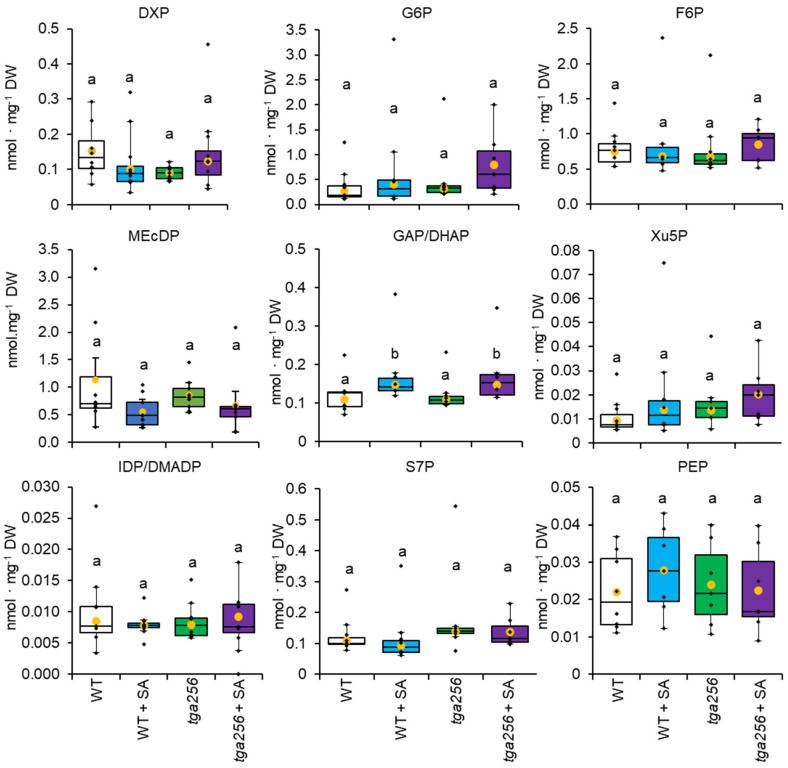 DXP
G6P
F6P
nmol · mg⁻¹ DW
0.5
0.4
0.3
0.2
0.1
0
a
a
a
a
nmol · mg⁻¹ DW
3.5
3.0
2.5
2.0
1.5
1.0
0.5
0.0
a
a
a
a
nmol · mg⁻¹ DW
2.5
2.0
1.5
1.0
0.5
0.0
a
a
a
a
MEcDP
GAP/DHAP
Xu5P
nmol.mg⁻¹ DW
3.5
3.0
2.5
2.0
1.5
1.0
0.5
0.0
a
a
a
a
nmol · mg⁻¹ DW
0.5
0.4
0.3
0.2
0.1
0
a
b
a
b
nmol · mg⁻¹ DW
0.08
0.07
0.06
0.05
0.04
0.03
0.02
0.01
0.00
a
a
a
a
IDP/DMADP
S7P
PEP
nmol · mg⁻¹ DW
0.030
0.025
0.020
0.015
0.010
0.005
0.000
a
a
a
a
nmol · mg⁻¹ DW
0.6
0.5
0.4
0.3
0.2
0.1
0
a
a
a
a
nmol · mg⁻¹ DW
0.05
0.04
0.03
0.02
0.01
0
a
a
a
a
WT
WT + SA
tga256
tga256 + SA
WT
WT + SA
tga256
tga256 + SA
WT
WT + SA
tga256
tga256 + SA